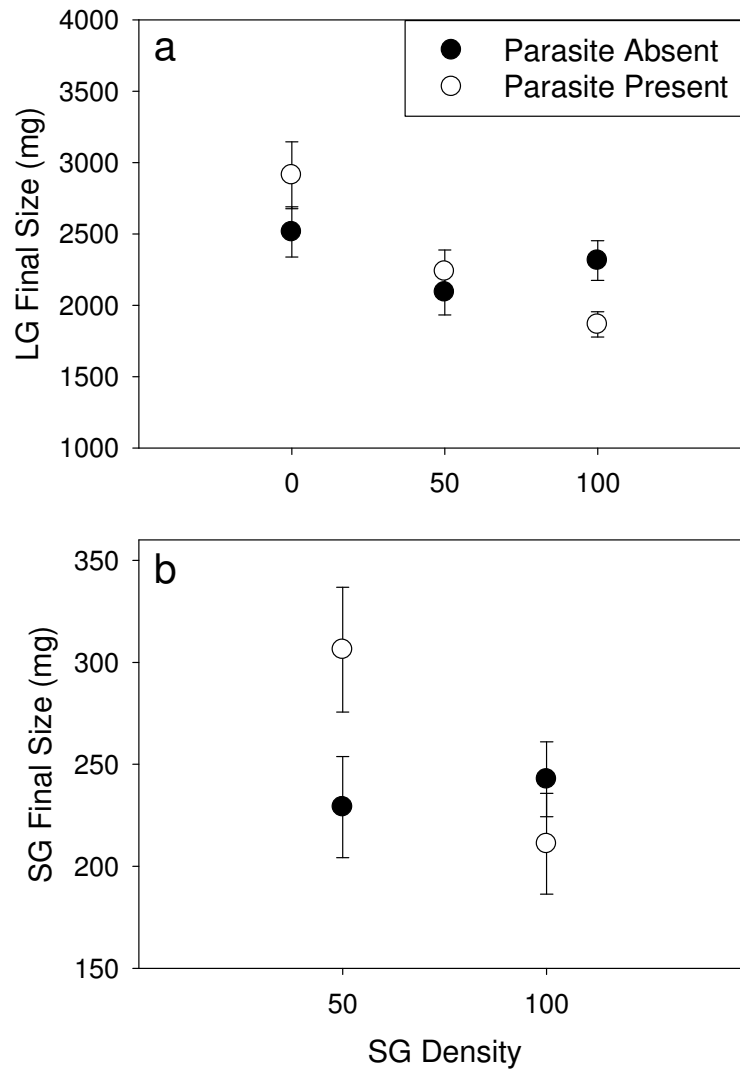 a
Parasite Absent
Parasite Present
LG Final Size (mg)
4000
3500
3000
2500
2000
1500
1000
0 50 100
b
SG Final Size (mg)
350
300
250
200
150
50 100
SG Density